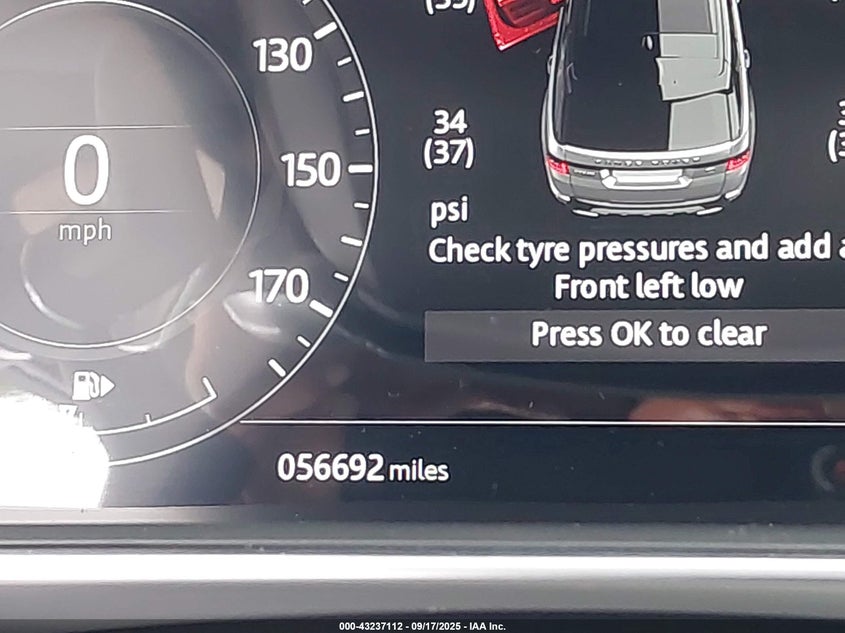 130
150
170
0
mph
34
(37)
psi
Check tyre pressures and add
Front left low
Press OK to clear
056692 miles
000-43237112 - 09/17/2025 - IAA Inc.